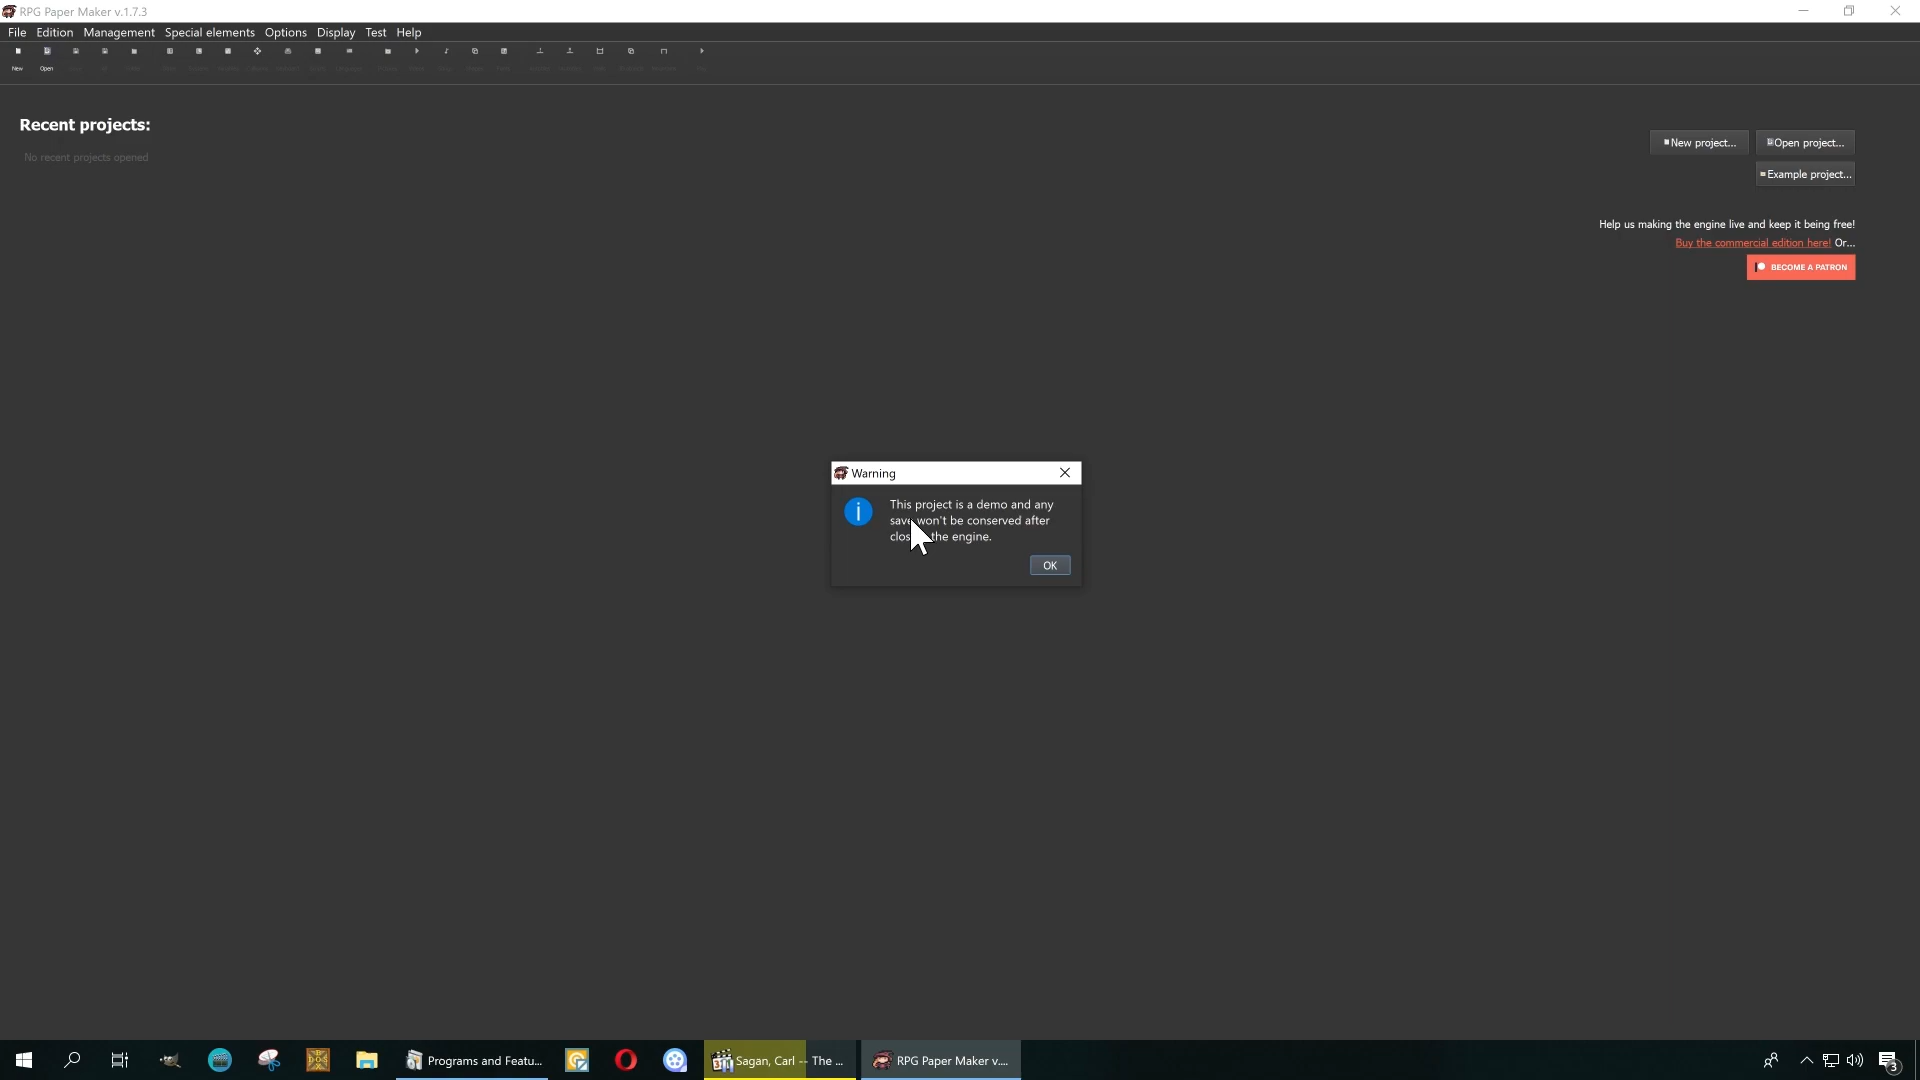 RPG Paper Maker v.1.7.3
File Edition Management Special elements Options Display Test Help
New Open
Recent projects:
No recent projects opened
New project... Open project...
Example project...
Help us making the engine live and keep it being free!
Buy the commercial edition here! Or...
BECOME A PATRON
Warning
This project is a demo and any
save won't be conserved after
the engine.
OK
Programs and Featu... Sagan, Carl -- The ... RPG Paper Maker v....
3